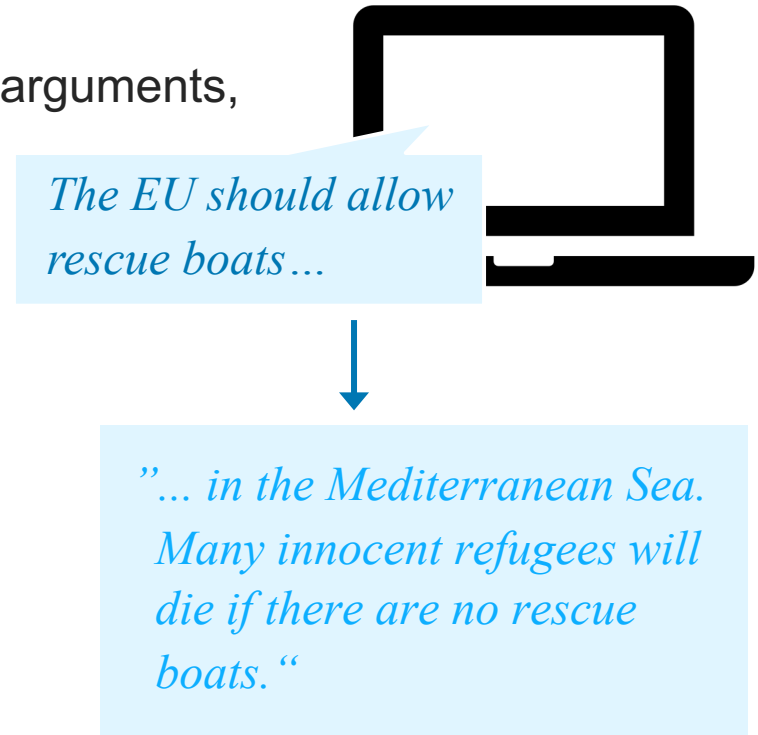 arguments,
The EU should allow
rescue boats…
”... in the Mediterranean Sea.
Many innocent refugees will
die if there are no rescue
boats.“